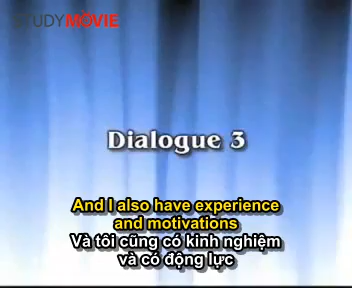 STUDYMOVIE
Dialogue 3
And I also have experience
and motivations
Và tôi cũng có kinh nghiệm
và có động lực